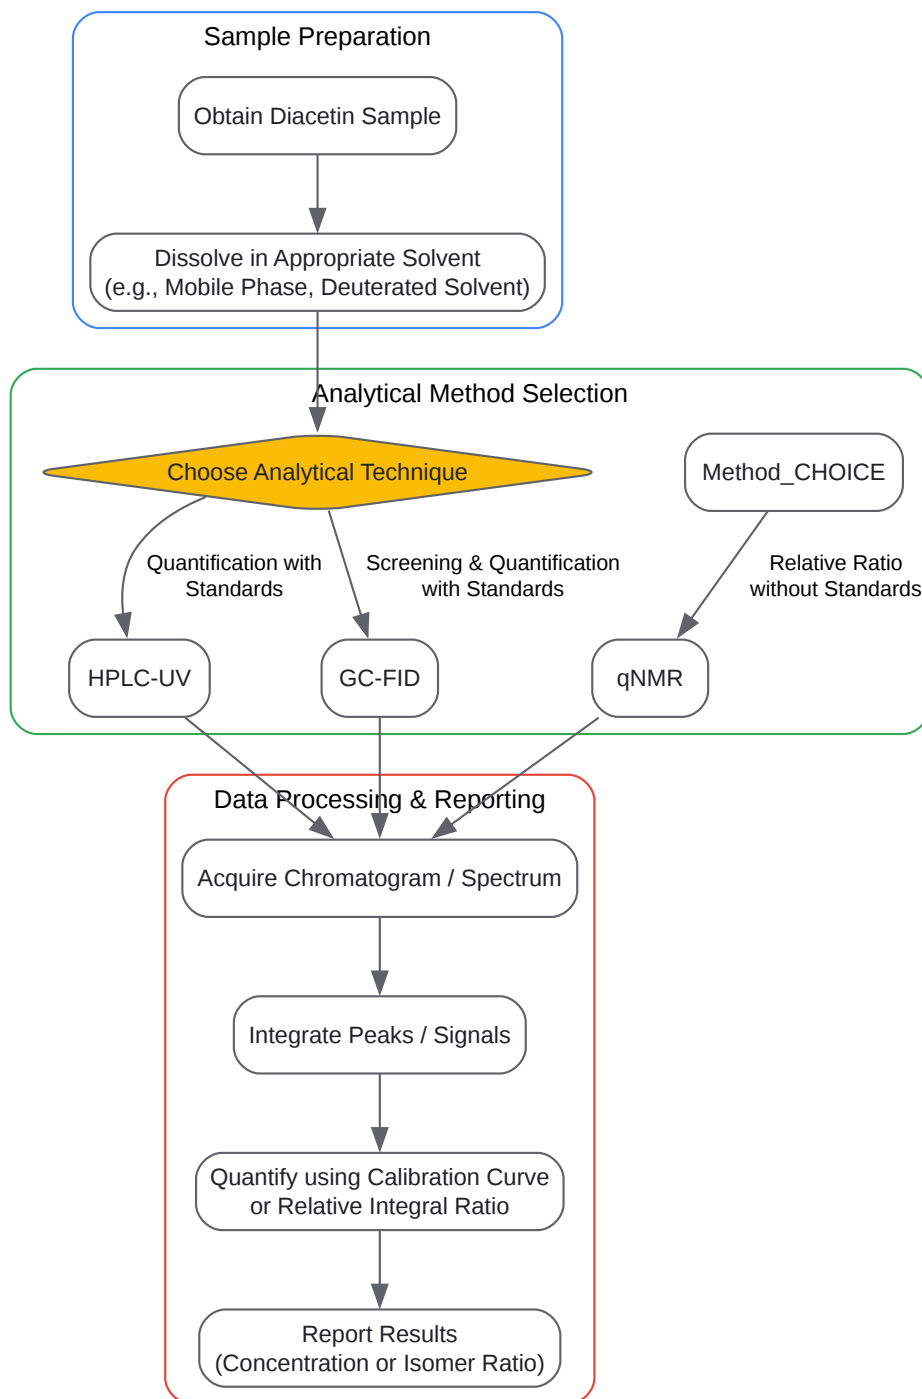 Sample Preparation
Obtain Diacetin Sample
Dissolve in Appropriate Solvent
(e.g., Mobile Phase, Deuterated Solvent)
Analytical Method Selection
Choose Analytical Technique
Method_CHOICE
Quantification with
Standards
Screening & Quantification
with Standards
Relative Ratio
without Standards
HPLC-UV
GC-FID
qNMR
Data Processing & Reporting
Acquire Chromatogram / Spectrum
Integrate Peaks / Signals
Quantify using Calibration Curve
or Relative Integral Ratio
Report Results
(Concentration or Isomer Ratio)